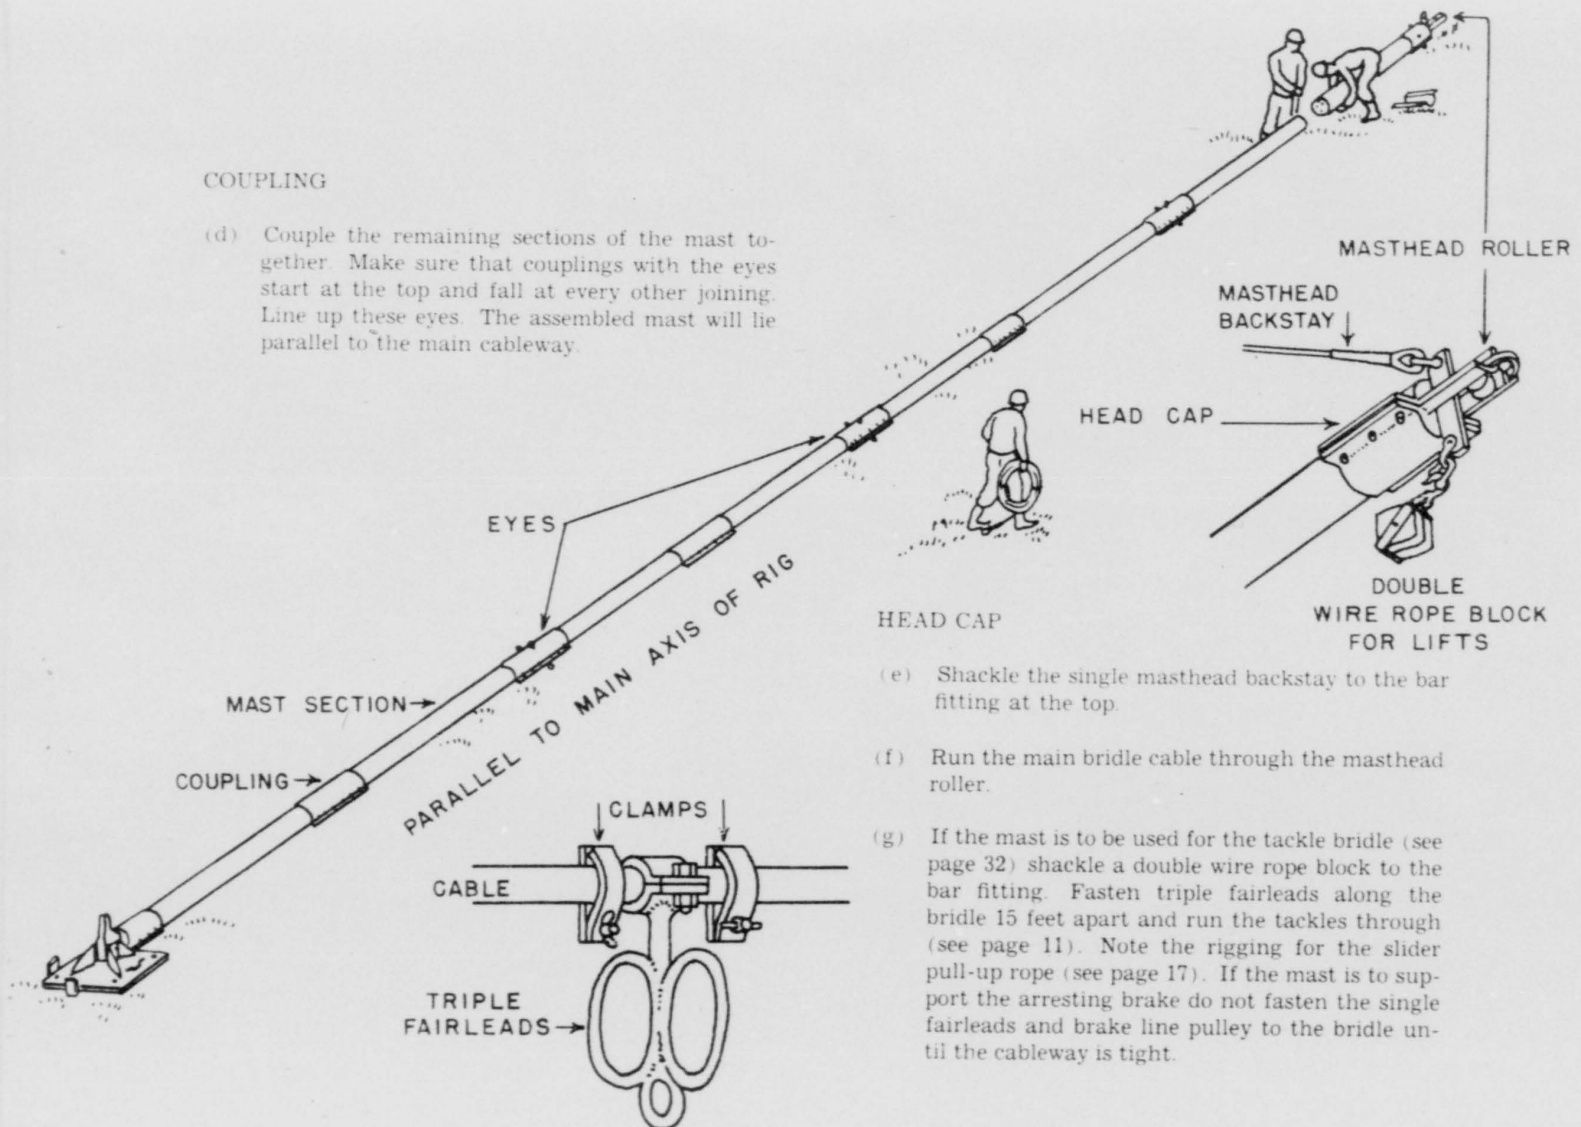 COUPLING
(d) Couple the remaining sections of the mast to-
gether. Make sure that couplings with the eyes
start at the top and fall at every other joining.
Line up these eyes. The assembled mast will lie
parallel to the main cableway.
MASTHEAD ROLLER
MASTHEAD
BACKSTAY
HEAD CAP
EYES
DOUBLE
WIRE ROPE BLOCK
FOR LIFTS
MAST SECTION
COUPLING
PARALLEL TO MAIN AXIS OF RIG
CLAMPS
CABLE
TRIPLE
FAIRLEADS
HEAD CAP
(e) Shackle the single masthead backstay to the bar
fitting at the top.
(f) Run the main bridle cable through the masthead
roller.
(g) If the mast is to be used for the tackle bridle (see
page 32) shackle a double wire rope block to the
bar fitting. Fasten triple fairleads along the
bridle 15 feet apart and run the tackles through
(see page 11). Note the rigging for the slider
pull-up rope (see page 17). If the mast is to sup-
port the arresting brake do not fasten the single
fairleads and brake line pulley to the bridle un-
til the cableway is tight.